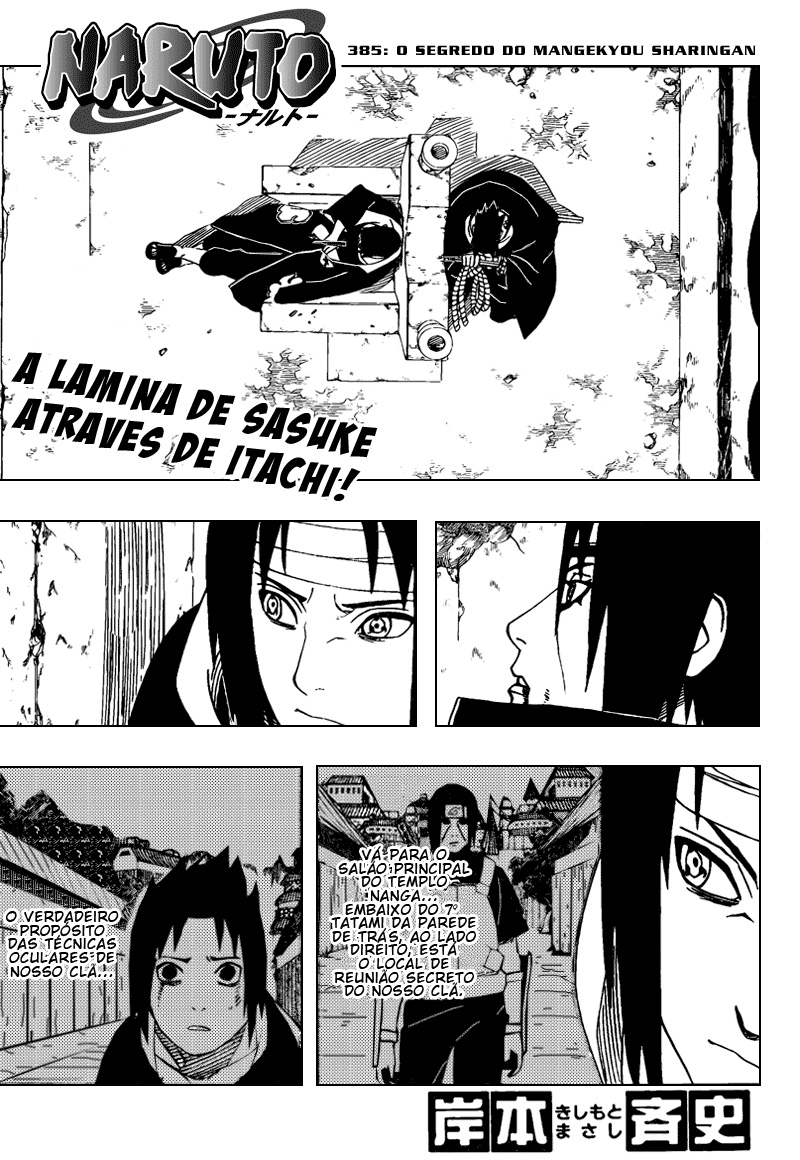 NARUTO
-ナルト-
385: O SEGREDO DO MANGEKYOU SHARINGAN
A LAMINA DE SASUKE
ATRAVES DE ITACHI!
VÁ PARA O
SALÃO PRINCIPAL
DO TEMPLO
NANGA...
EMBAIXO DO 7º
TATAMI DA PAREDE
DE TRÁS, AO LADO
DIREITO, ESTÁ
O LOCAL DE
REUNIÃO SECRETO
DO NOSSO CLÃ.
O VERDADEIRO
PROPÓSITO
DAS TÉCNICAS
OCULARES DE
NOSSO CLÃ...
岸本 きしもと 斉史
まさし